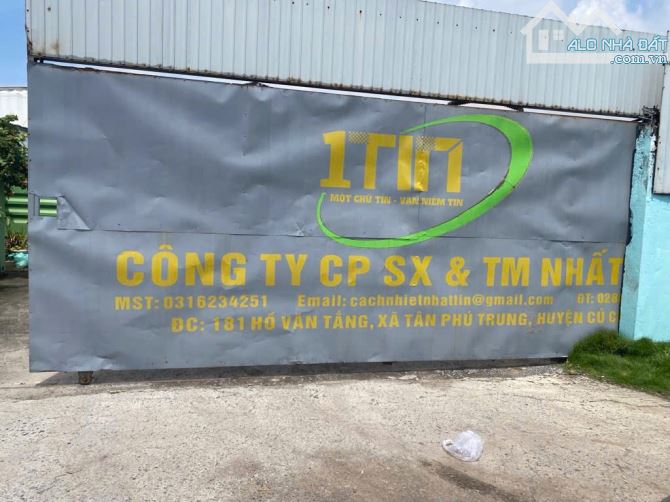 ALO NHÀ ĐẤT
.com.vn
1TIN
MỘT CHỮ TÍN - VẠN NIỀM TIN
CÔNG TY CP SX & TM NHẤT
MST: 0316234251 Email: cachnhietnhattin@gmail.com ĐT: 028
ĐC: 181 HỒ VĂN TẮNG, XÃ TÂN PHÚ TRUNG, HUYỆN CỦ C